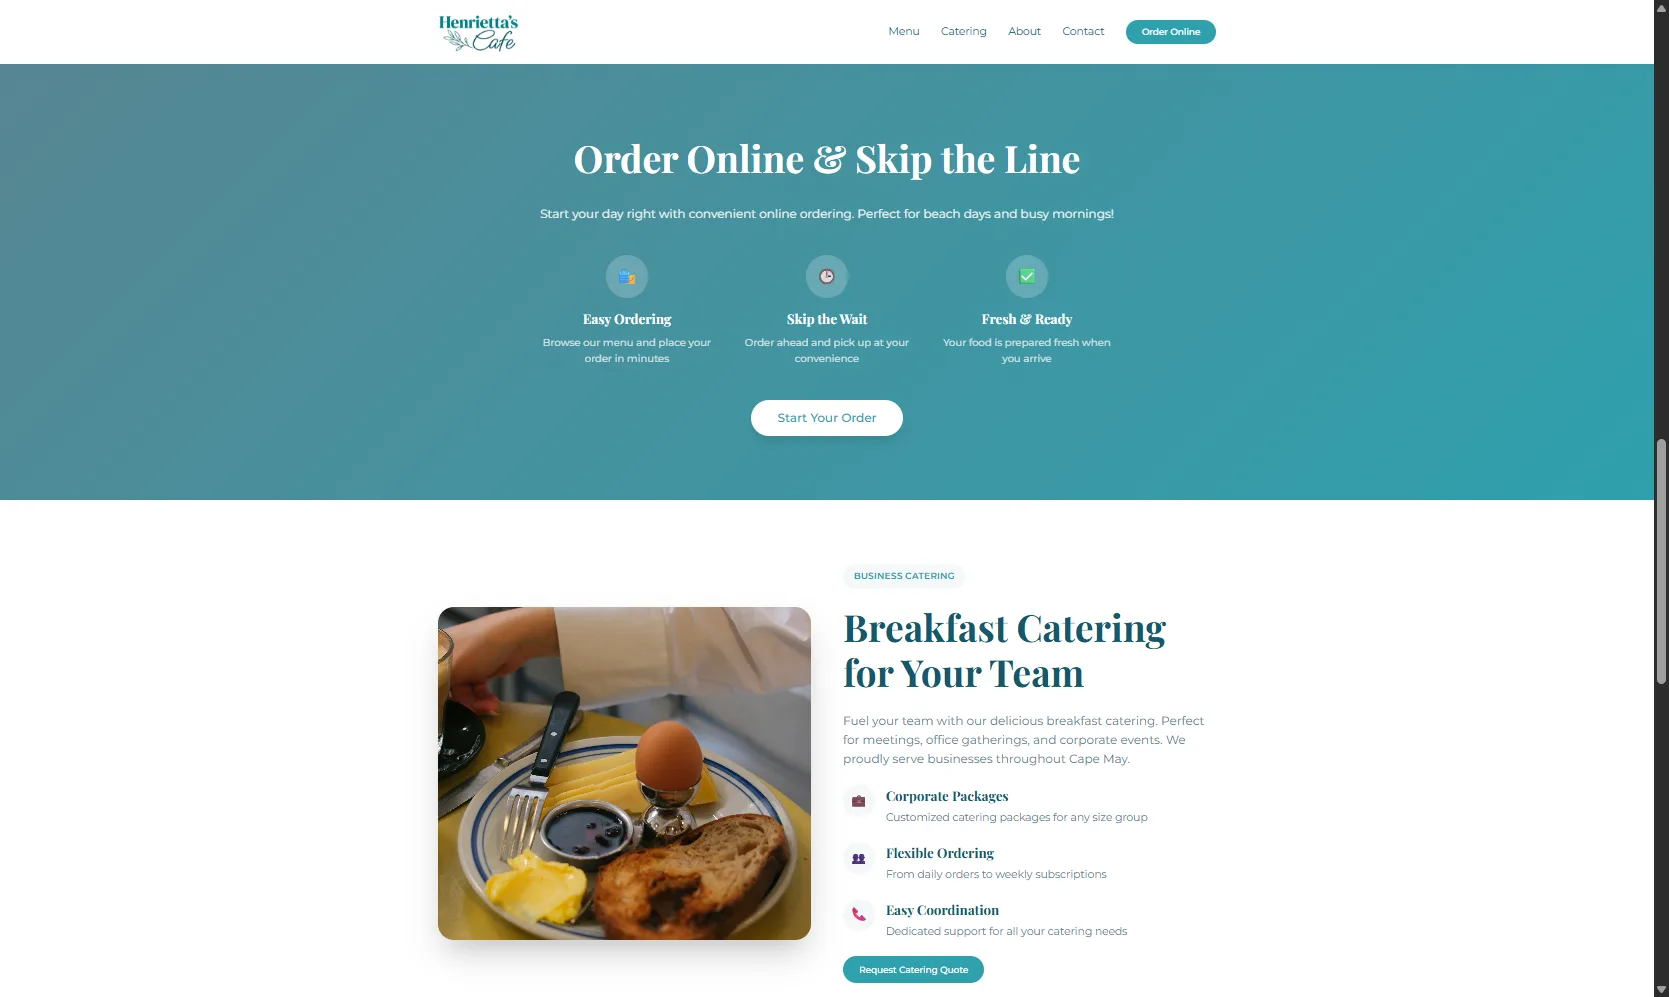 Henrietta's
Cafe
Menu
Catering
About
Contact
Order Online
Order Online & Skip the Line
Start your day right with convenient online ordering. Perfect for beach days and busy mornings!
Easy Ordering
Browse our menu and place your
order in minutes
Skip the Wait
Order ahead and pick up at your
convenience
Fresh & Ready
Your food is prepared fresh when
you arrive
Start Your Order
BUSINESS CATERING
Breakfast Catering
for Your Team
Fuel your team with our delicious breakfast catering. Perfect
for meetings, office gatherings, and corporate events. We
proudly serve businesses throughout Cape May.
Corporate Packages
Customized catering packages for any size group
Flexible Ordering
From daily orders to weekly subscriptions
Easy Coordination
Dedicated support for all your catering needs
Request Catering Quote